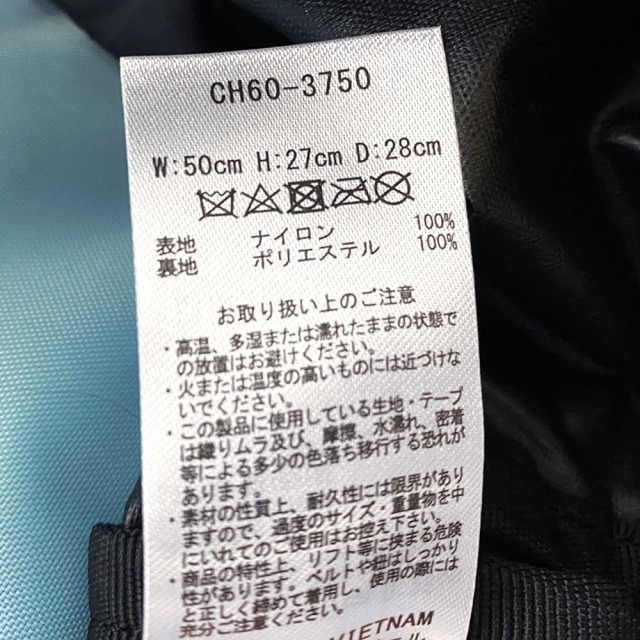 CH60-3750
W:50cm H:27cm D:28cm
表地 ナイロン 100%
裏地 ポリエステル 100%
お取り扱い上のご注意
・高温、多湿または濡れたままの状態で
の放置はお避けください。
・火または温度の高いものには近づけな
いでください。
・この製品に使用している生地・テープ
は織りムラ及び、摩擦、水濡れ、密着
等による多少の色落ち移行する恐れが
あります。
・素材の性質上、耐久性には限界があり
ますので、過度のサイズ・重量物を中
にいれてのご使用はお控え下さい。
・商品の特性上、リフト等に挟まる危険
があります。ベルトや紐はしっかり
と正しく締めて着用し、使用の際には
充分ご注意ください。
VIETNAM